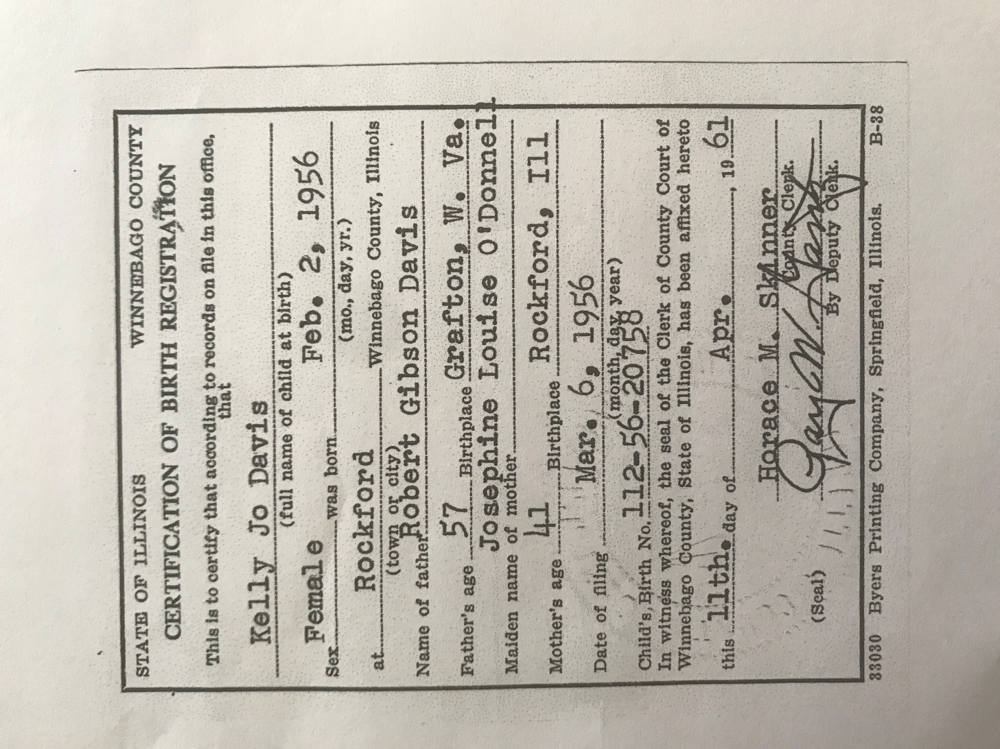 STATE OF ILLINOIS WINNEBAGO COUNTY
CERTIFICATION OF BIRTH REGISTRATION
This is to certify that according to records on file in this office,
that
Kelly Jo Davis
(full name of child at birth)
Sex Female was born Feb. 2, 1956
(mo., day, yr.)
at Rockford Winnebago County, Illinois
(town or city)
Name of father Robert Gibson Davis
Father's age 57 Birthplace Grafton, W. Va.
Maiden name of mother Josephine Louise O'Donnell
Mother's age 41 Birthplace Rockford, Ill
Date of filing Mar. 6, 1956
(month, day, year)
Child's, Birth No. 112-56-20758
In witness whereof, the seal of the Clerk of County Court of
Winnebago County, State of Illinois, has been affixed hereto
this 11th. day of Apr. , 19 61
Horace M. Skinner
County Clerk.
By Deputy Clerk.
(Seal)
33030 Byers Printing Company, Springfield, Illinois. B-38